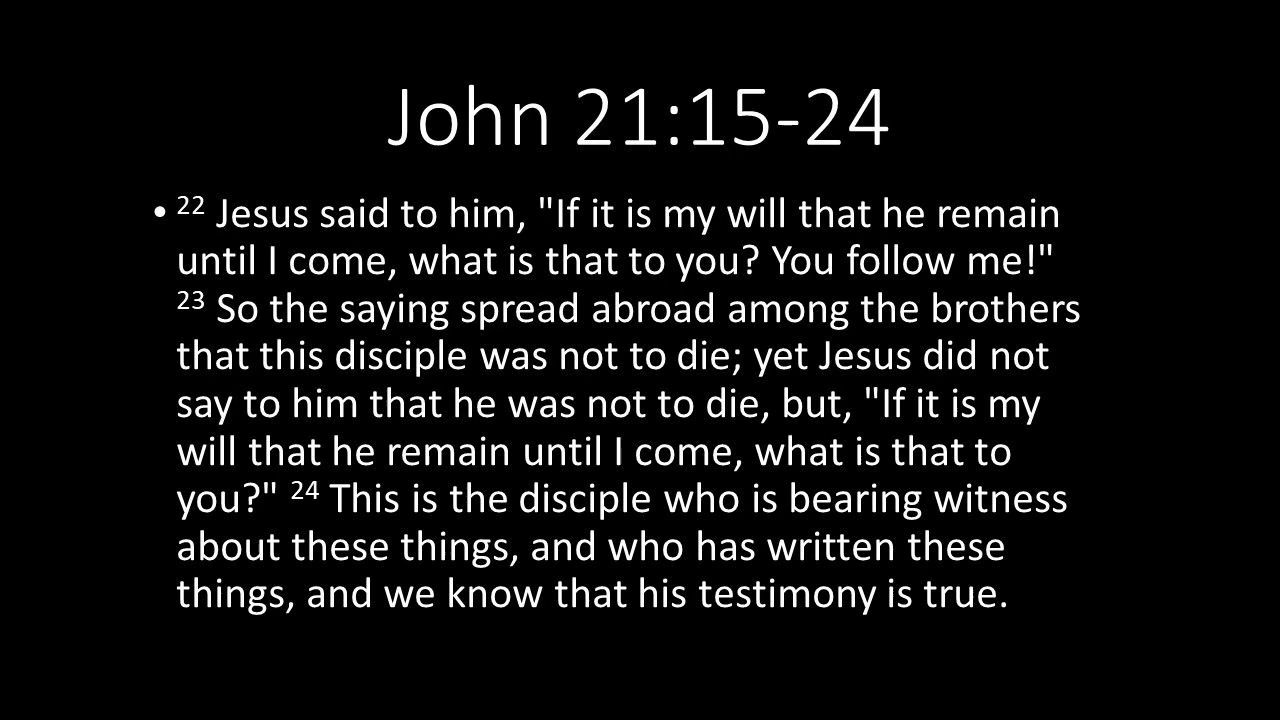 John 21:15-24
• 22 Jesus said to him, "If it is my will that he remain
until I come, what is that to you? You follow me!"
23 So the saying spread abroad among the brothers
that this disciple was not to die; yet Jesus did not
say to him that he was not to die, but, "If it is my
will that he remain until I come, what is that to
you?" 24 This is the disciple who is bearing witness
about these things, and who has written these
things, and we know that his testimony is true.